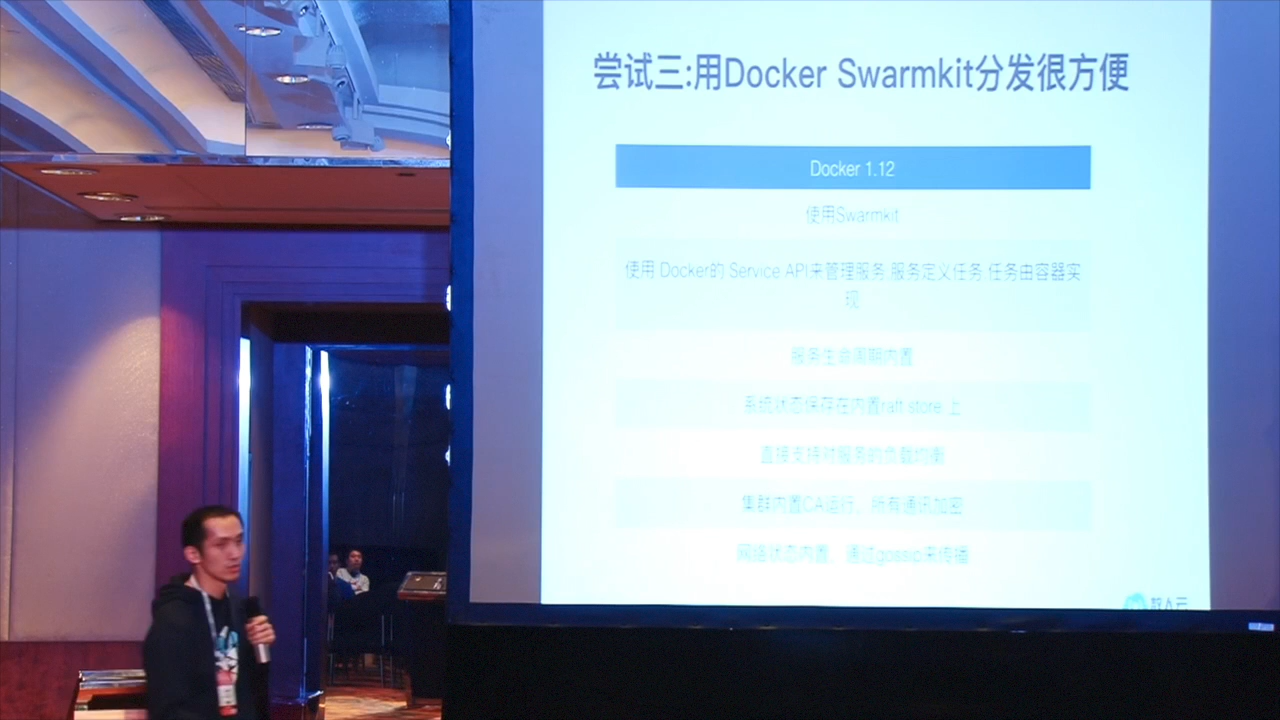 尝试三:用Docker Swarmkit分发很方便
Docker 1.12
使用Swarmkit
使用 Docker的 Service API来管理服务 服务定义任务 任务由容器实
现
服务生命周期内置
系统状态保存在内置raft store 上
直接支持对服务的负载均衡
集群内置CA运行，所有通讯加密
网络状态内置，通过gossip来传播
数人云